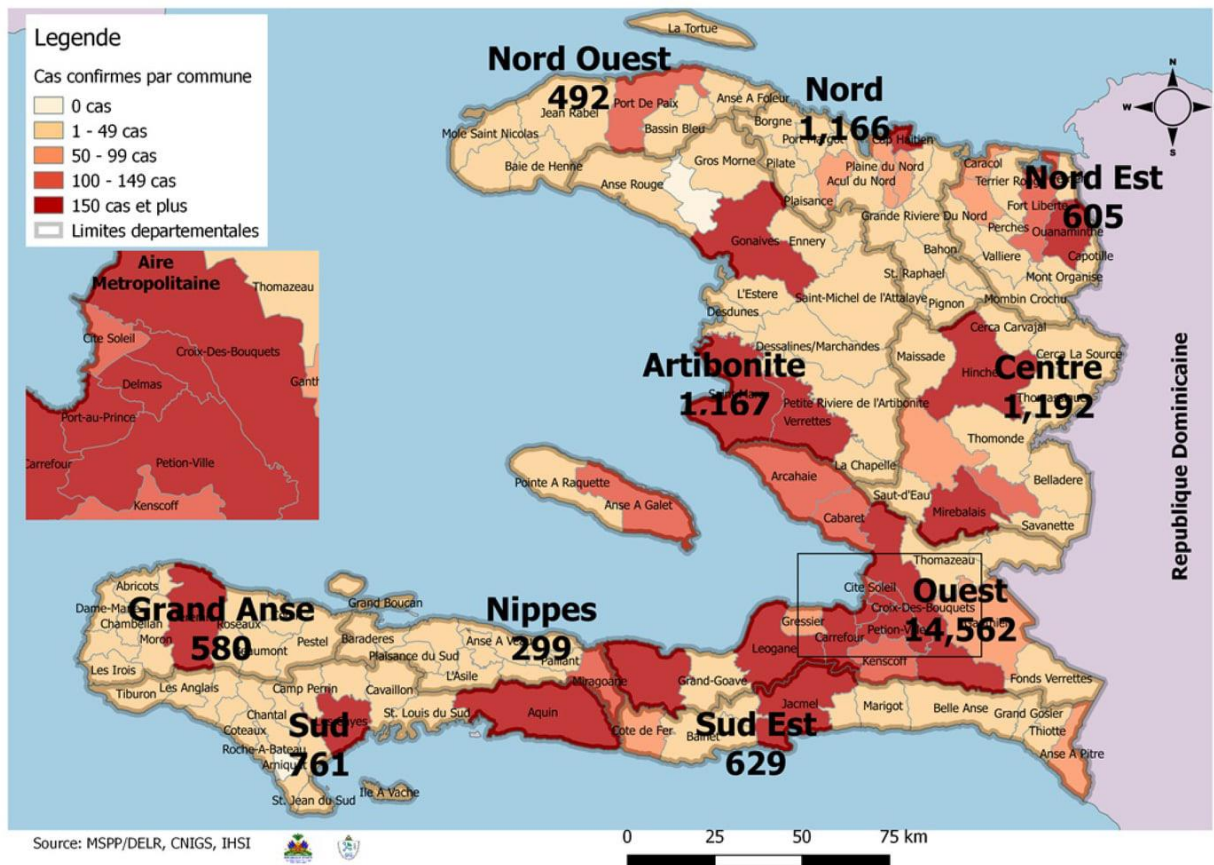 Legende
Cas confirmes par commune
0 cas
1 - 49 cas
50 - 99 cas
100 - 149 cas
150 cas et plus
Limites departementales
Aire
Metropolitaine
Thomazeau
Cite Soleil
Croix-Des-Bouquets
Delmas
Port-au-Prince
Petion-Ville
Kenscoff
La Tortue
Nord Ouest
492
Port De Paix
Jean Rabel
Anse A Foleur
Bassin Bleu
Mole Saint Nicolas
Baie de Henne
Nord
1,166
Borgne
Port Margot
Cap Haitien
Pilate
Plaine du Nord
Acul du Nord
Plaisance
Grande Riviere Du Nord
Bahon
St. Raphael
Pignon
N
W
E
S
Nord Est
605
Caracol
Fort Liberte
Perches
Ouanaminthe
Valliere
Capotille
Mont Organise
Mombin Crochu
Gros Morne
Anse Rouge
Gonaives
Ennery
L'Estere
Saint-Michel de l'Attalaye
Desdunes
Dessalines/Marchandes
Artibonite
1.167
Petite Riviere de l'Artibonite
Verrettes
La Chapelle
Cerca Carvajal
Maissade
Cerca La Source
Centre
1,192
Thomonde
Belladere
Saut-d'Eau
Mirebalais
Savanette
Republique Dominicaine
Pointe A Raquette
Anse A Galet
Arcahaie
Cabaret
Thomazeau
Cite Soleil
Ouest
14,562
Croix-Des-Bouquets
Gressier
Carrefour
Leogane
Kenscoff
Fonds Verrettes
Grand-Goave
Abricots
Grand Anse
580
Chambellan
Moron
Roseaux
Pestel
Les Irois
Grand Boucan
Nippes
299
Baraderes
Plaisance du Sud
L'Asile
Miragoane
Tiburon
Les Anglais
Camp Perrin
Cavaillon
St. Louis du Sud
Aquin
Chantal
Coteaux
Sud
761
Roche-A-Bateau
St. Jean du Sud
Ile A Vache
Cote de Fer
Sud Est
629
Jacmel
Marigot
Belle Anse
Grand Gosier
Thiotte
Anse A Pitre
Source: MSPP/DELR, CNIGS, IHSI
0 25 50 75 km